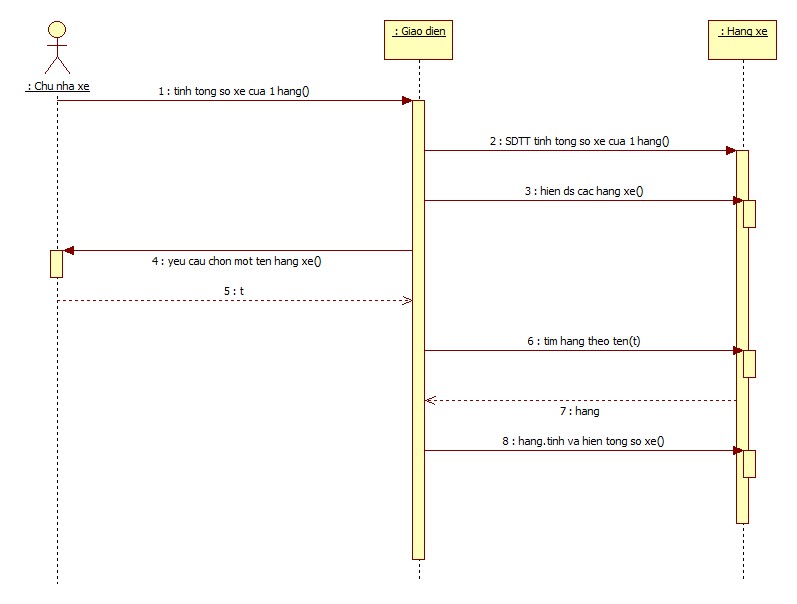 : Giao dien
: Hang xe
: Chu nha xe
1 : tinh tong so xe cua 1 hang()
2 : SDTT tinh tong so xe cua 1 hang()
3 : hien ds cac hang xe()
4 : yeu cau chon mot ten hang xe()
5 : t
6 : tim hang theo ten(t)
7 : hang
8 : hang.tinh va hien tong so xe()